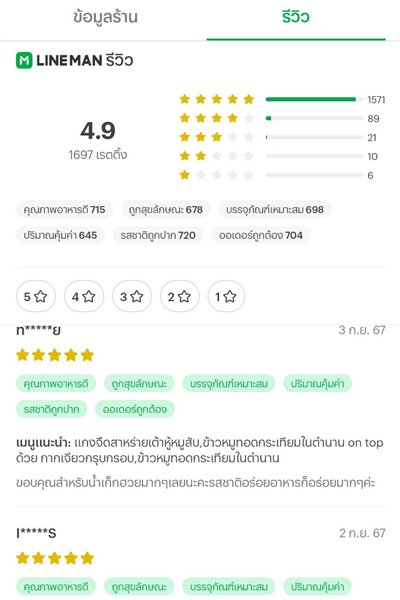 ข้อมูลร้าน รีวิว
LINE MAN รีวิว
4.9
1697 เรตติ้ง
1571
89
21
10
6
คุณภาพอาหารดี 715 ถูกสุขลักษณะ 678 บรรจุภัณฑ์เหมาะสม 698
ปริมาณคุ้มค่า 645 รสชาติถูกปาก 720 ออเดอร์ถูกต้อง 704
5 4 3 2 1
ท*****ย 3 ก.ย. 67
คุณภาพอาหารดี ถูกสุขลักษณะ บรรจุภัณฑ์เหมาะสม ปริมาณคุ้มค่า
รสชาติถูกปาก ออเดอร์ถูกต้อง
เมนูแนะนำ: แกงจืดสาหร่ายเต้าหู้หมูสับ,ข้าวหมูทอดกระเทียมในตำนาน on top
ด้วย กากเจียวกรุบกรอบ,ข้าวหมูทอดกระเทียมในตำนาน
ขอบคุณสำหรับน้ำเก็กฮวยมากๆเลยนะคะรสชาติอร่อยอาหารก็อร่อยมากๆค่ะ
l*****S 2 ก.ย. 67
คุณภาพอาหารดี ถูกสุขลักษณะ บรรจุภัณฑ์เหมาะสม ปริมาณคุ้มค่า